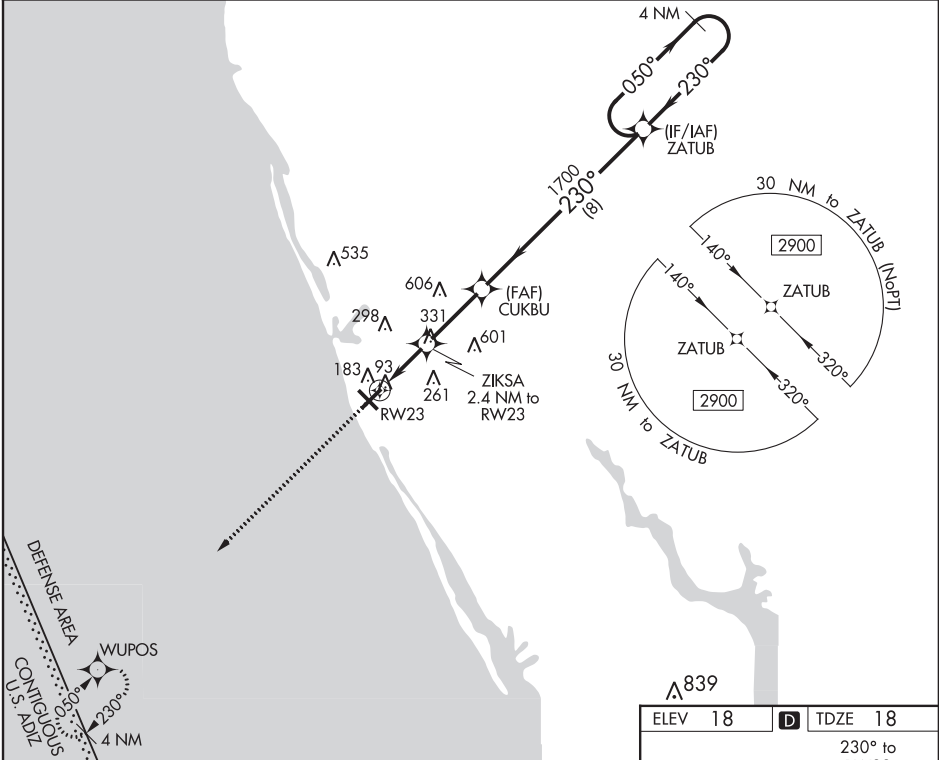 4 NM
050°
230°
(IF/IAF)
ZATUB
1700
230°
(8)
30 NM to ZATUB (NoPT)
2900
140°
ZATUB
320°
140°
ZATUB
320°
2900
30 NM to ZATUB
535
606
(FAF)
CUKBU
298
331
601
183
93
261
ZIKSA
2.4 NM to
RW23
RW23
DEFENSE AREA
CONTIGUOUS
U.S. ADIZ
WUPOS
050°
230°
4 NM
839
ELEV 18 D TDZE 18
230° to